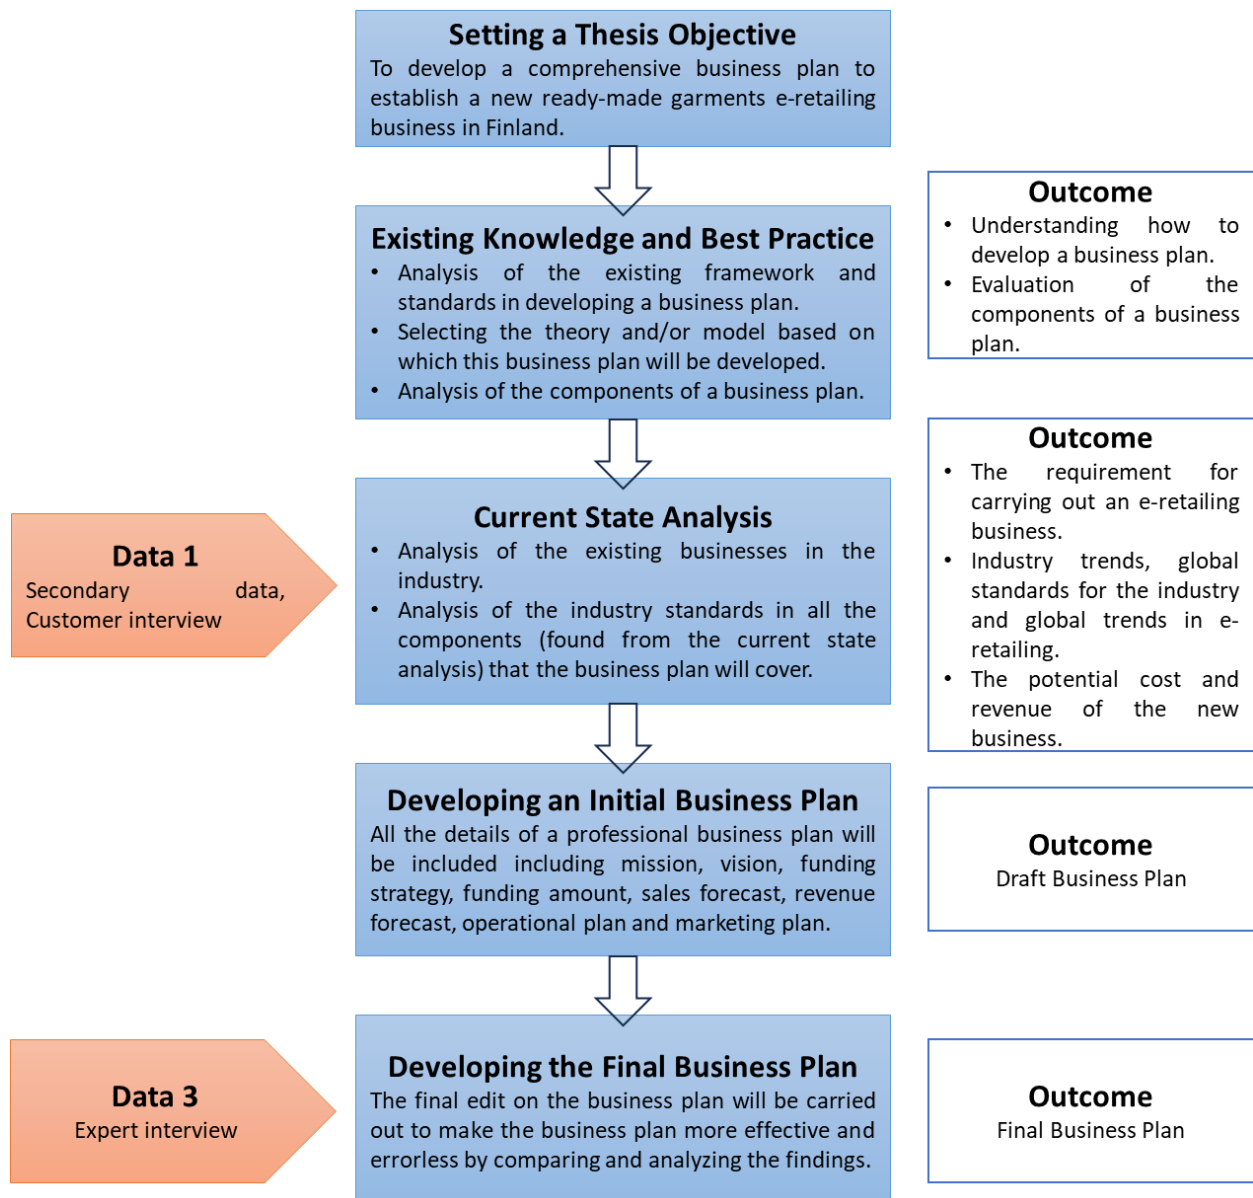 Setting a Thesis Objective
To develop a comprehensive business plan to
establish a new ready-made garments e-retailing
business in Finland.
Existing Knowledge and Best Practice
• Analysis of the existing framework and
standards in developing a business plan.
• Selecting the theory and/or model based on
which this business plan will be developed.
• Analysis of the components of a business plan.
Outcome
• Understanding how to
develop a business plan.
• Evaluation of the
components of a business
plan.
Data 1
Secondary data,
Customer interview
Current State Analysis
• Analysis of the existing businesses in the
industry.
• Analysis of the industry standards in all the
components (found from the current state
analysis) that the business plan will cover.
Outcome
• The requirement for
carrying out an e-retailing
business.
• Industry trends, global
standards for the industry
and global trends in e-
retailing.
• The potential cost and
revenue of the new
business.
Developing an Initial Business Plan
All the details of a professional business plan will
be included including mission, vision, funding
strategy, funding amount, sales forecast, revenue
forecast, operational plan and marketing plan.
Outcome
Draft Business Plan
Data 3
Expert interview
Developing the Final Business Plan
The final edit on the business plan will be carried
out to make the business plan more effective and
errorless by comparing and analyzing the findings.
Outcome
Final Business Plan